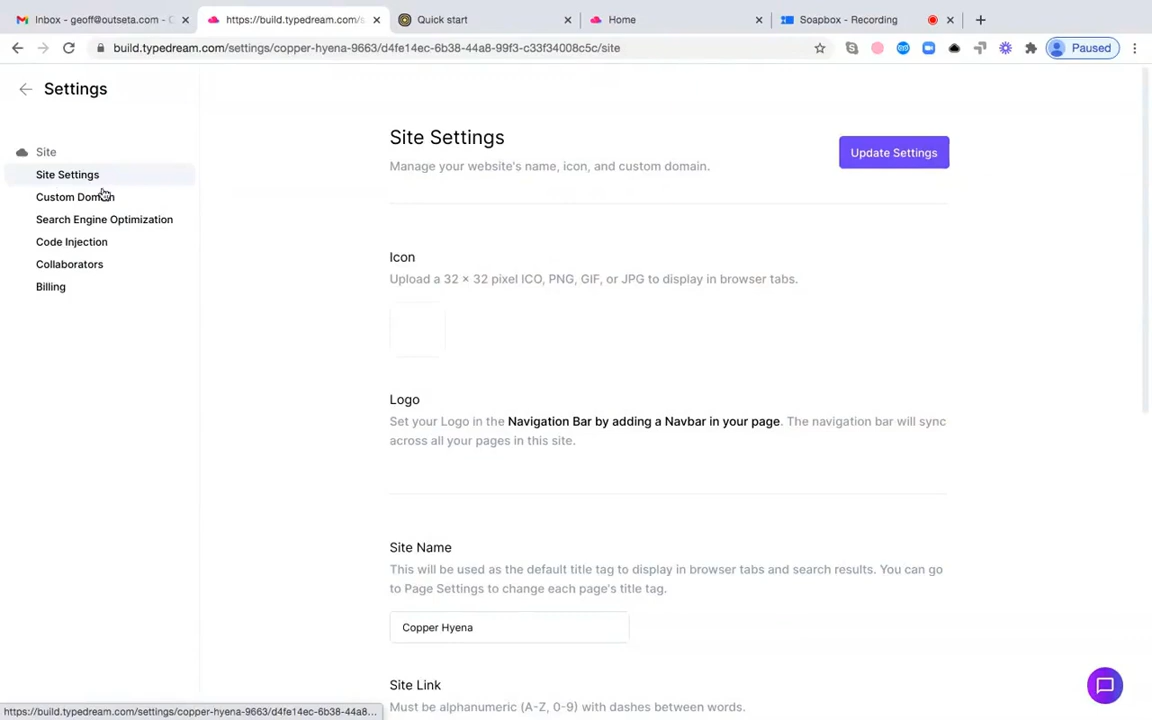 Inbox - geoff@outseta.com -
https://build.typedream.com/s
Quick start
Home
Soapbox - Recording
build.typedream.com/settings/copper-hyena-9663/d4fe14ec-6b38-44a8-99f3-c33f34008c5c/site
Paused
Settings
Site
Site Settings
Custom Domain
Search Engine Optimization
Code Injection
Collaborators
Billing
Site Settings
Manage your website's name, icon, and custom domain.
Update Settings
Icon
Upload a 32 × 32 pixel ICO, PNG, GIF, or JPG to display in browser tabs.
Logo
Set your Logo in the Navigation Bar by adding a Navbar in your page. The navigation bar will sync
across all your pages in this site.
Site Name
This will be used as the default title tag to display in browser tabs and search results. You can go
to Page Settings to change each page's title tag.
Copper Hyena
Site Link
Must be alphanumeric (A-Z, 0-9) with dashes between words.
https://build.typedream.com/settings/copper-hyena-9663/d4fe14ec-6b38-44a8...